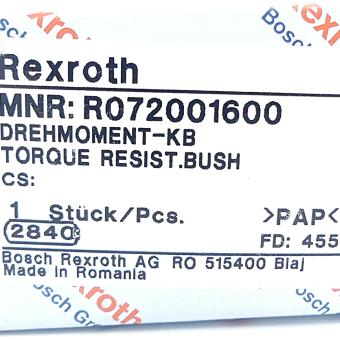 Rexroth
MNR: R072001600
DREHMOMENT-KB
TORQUE RESIST.BUSH
CS:
1 Stück/Pcs. >PAP<
2840 FD: 455
Bosch Rexroth AG RO 515400 Blaj
Made in Romania